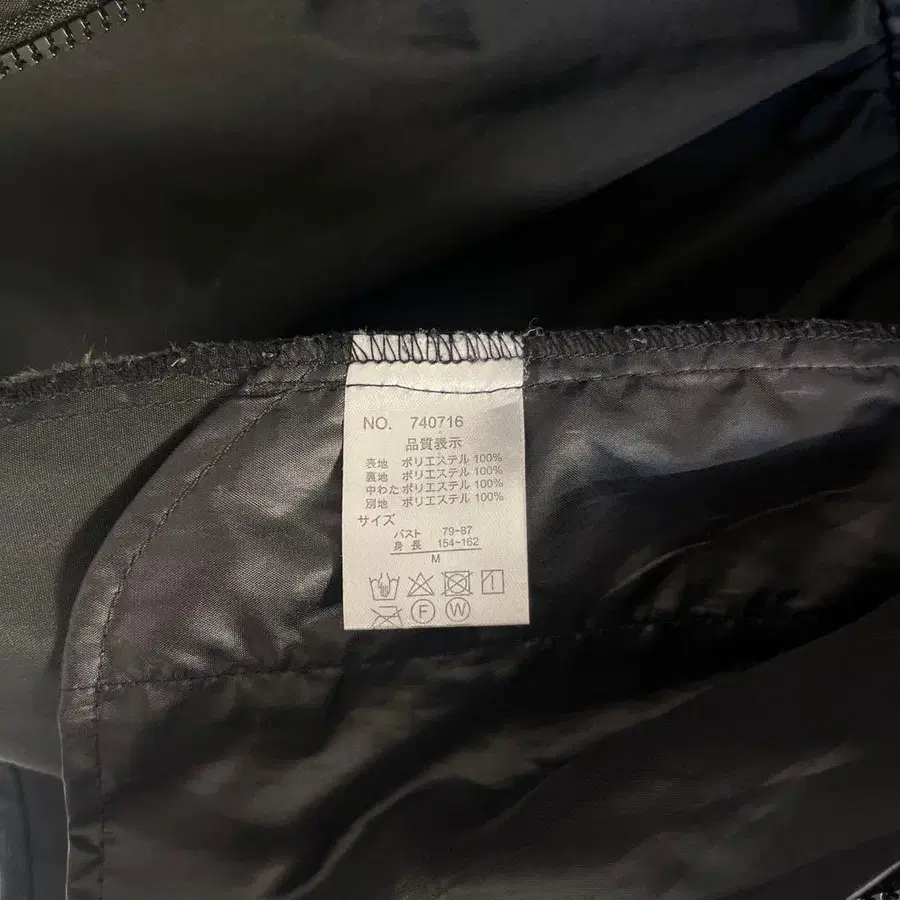 NO. 740716
品質表示
表地 ポリエステル 100%
裏地 ポリエステル 100%
中わた ポリエステル 100%
別地 ポリエステル 100%
サイズ
バスト 79~87
身長 154~162
M
F W